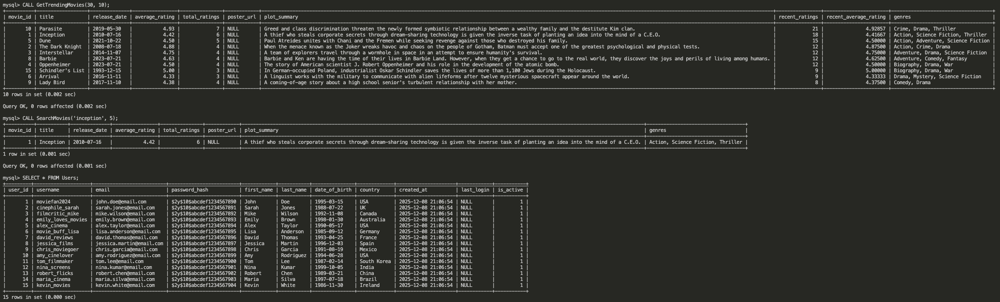 mysql> CALL GetTrendingMovies(30, 10);
| movie_id | title | release_date | average_rating | total_ratings | poster_url | plot_summary | recent_ratings | recent_average_rating | genres |
| 10 | Parasite | 2019-05-30 | 4.93 | 7 | NULL | Greed and class discrimination threaten the newly formed symbiotic relationship between a wealthy family and the destitute Kim clan. | 21 | 4.92857 | Crime, Drama, Thriller |
| 1 | Inception | 2010-07-16 | 4.42 | 6 | NULL | A thief who steals corporate secrets through dream-sharing technology is given the inverse task of planting an idea into the mind of a C.E.O. | 18 | 4.41667 | Action, Science Fiction, Thriller |
| 5 | Dune | 2021-10-22 | 4.50 | 5 | NULL | Paul Atreides unites with Chani and the Fremen while seeking revenge against those who destroyed his family. | 15 | 4.50000 | Action, Adventure, Science Fiction |
| 2 | The Dark Knight | 2008-07-18 | 4.88 | 4 | NULL | When the menace known as the Joker wreaks havoc and chaos on the people of Gotham, Batman must accept one of the greatest psychological and physical tests. | 12 | 4.87500 | Action, Crime, Drama |
| 3 | Interstellar | 2014-11-07 | 4.75 | 4 | NULL | A team of explorers travel through a wormhole in space in an attempt to ensure humanity's survival. | 12 | 4.75000 | Adventure, Drama, Science Fiction |
| 8 | Barbie | 2023-07-21 | 4.63 | 4 | NULL | Barbie and Ken are having the time of their lives in Barbie Land. However, when they get a chance to go to the real world, they discover the joys and perils of living among humans. | 12 | 4.62500 | Adventure, Comedy, Fantasy |
| 4 | Oppenheimer | 2023-07-21 | 4.50 | 4 | NULL | The story of American scientist J. Robert Oppenheimer and his role in the development of the atomic bomb. | 12 | 4.50000 | Biography, Drama, War |
| 15 | Schindler's List | 1993-12-15 | 5.00 | 3 | NULL | In German-occupied Poland, industrialist Oskar Schindler saves the lives of more than 1,100 Jews during the Holocaust. | 9 | 5.00000 | Biography, Drama, War |
| 6 | Arrival | 2016-11-11 | 4.33 | 3 | NULL | A linguist works with the military to communicate with alien lifeforms after twelve mysterious spacecraft appear around the world. | 9 | 4.33333 | Drama, Mystery, Science Fiction |
| 9 | Lady Bird | 2017-11-10 | 4.38 | 4 | NULL | A coming-of-age story about a high school senior's turbulent relationship with her mother. | 8 | 4.37500 | Comedy, Drama |
10 rows in set (0.002 sec)
Query OK, 0 rows affected (0.002 sec)
mysql> CALL SearchMovies('inception', 5);
| movie_id | title | release_date | average_rating | total_ratings | poster_url | plot_summary | genres |
| 1 | Inception | 2010-07-16 | 4.42 | 6 | NULL | A thief who steals corporate secrets through dream-sharing technology is given the inverse task of planting an idea into the mind of a C.E.O. | Action, Science Fiction, Thriller |
1 row in set (0.001 sec)
Query OK, 0 rows affected (0.001 sec)
mysql> SELECT * FROM Users;
| user_id | username | email | password_hash | first_name | last_name | date_of_birth | country | created_at | last_login | is_active |
| 1 | moviefan2024 | john.doe@email.com | $2y$10$abcdef1234567890 | John | Doe | 1995-03-15 | USA | 2025-12-08 21:06:54 | NULL | 1 |
| 2 | cinephile_sarah | sarah.jones@email.com | $2y$10$abcdef1234567891 | Sarah | Jones | 1988-07-22 | UK | 2025-12-08 21:06:54 | NULL | 1 |
| 3 | filmcritic_mike | mike.wilson@email.com | $2y$10$abcdef1234567892 | Mike | Wilson | 1992-11-08 | Canada | 2025-12-08 21:06:54 | NULL | 1 |
| 4 | emily_loves_movies | emily.brown@email.com | $2y$10$abcdef1234567893 | Emily | Brown | 1998-01-30 | Australia | 2025-12-08 21:06:54 | NULL | 1 |
| 5 | alex_cinema | alex.taylor@email.com | $2y$10$abcdef1234567894 | Alex | Taylor | 1990-05-17 | USA | 2025-12-08 21:06:54 | NULL | 1 |
| 6 | movie_buff_lisa | lisa.anderson@email.com | $2y$10$abcdef1234567895 | Lisa | Anderson | 1985-09-12 | Germany | 2025-12-08 21:06:54 | NULL | 1 |
| 7 | david_reviews | david.thomas@email.com | $2y$10$abcdef1234567896 | David | Thomas | 1993-04-25 | France | 2025-12-08 21:06:54 | NULL | 1 |
| 8 | jessica_films | jessica.martin@email.com | $2y$10$abcdef1234567897 | Jessica | Martin | 1996-12-03 | Spain | 2025-12-08 21:06:54 | NULL | 1 |
| 9 | chris_moviegoer | chris.garcia@email.com | $2y$10$abcdef1234567898 | Chris | Garcia | 1991-08-19 | Mexico | 2025-12-08 21:06:54 | NULL | 1 |
| 10 | amy_cinelover | amy.rodriguez@email.com | $2y$10$abcdef1234567899 | Amy | Rodriguez | 1994-06-28 | USA | 2025-12-08 21:06:54 | NULL | 1 |
| 11 | tom_filmmaker | tom.lee@email.com | $2y$10$abcdef1234567900 | Tom | Lee | 1987-02-14 | South Korea | 2025-12-08 21:06:54 | NULL | 1 |
| 12 | nina_screens | nina.kumar@email.com | $2y$10$abcdef1234567901 | Nina | Kumar | 1999-10-05 | India | 2025-12-08 21:06:54 | NULL | 1 |
| 13 | robert_flicks | robert.chen@email.com | $2y$10$abcdef1234567902 | Robert | Chen | 1989-03-21 | China | 2025-12-08 21:06:54 | NULL | 1 |
| 14 | maria_cinema | maria.silva@email.com | $2y$10$abcdef1234567903 | Maria | Silva | 1997-07-18 | Brazil | 2025-12-08 21:06:54 | NULL | 1 |
| 15 | kevin_movies | kevin.white@email.com | $2y$10$abcdef1234567904 | Kevin | White | 1986-11-30 | Ireland | 2025-12-08 21:06:54 | NULL | 1 |
15 rows in set (0.000 sec)